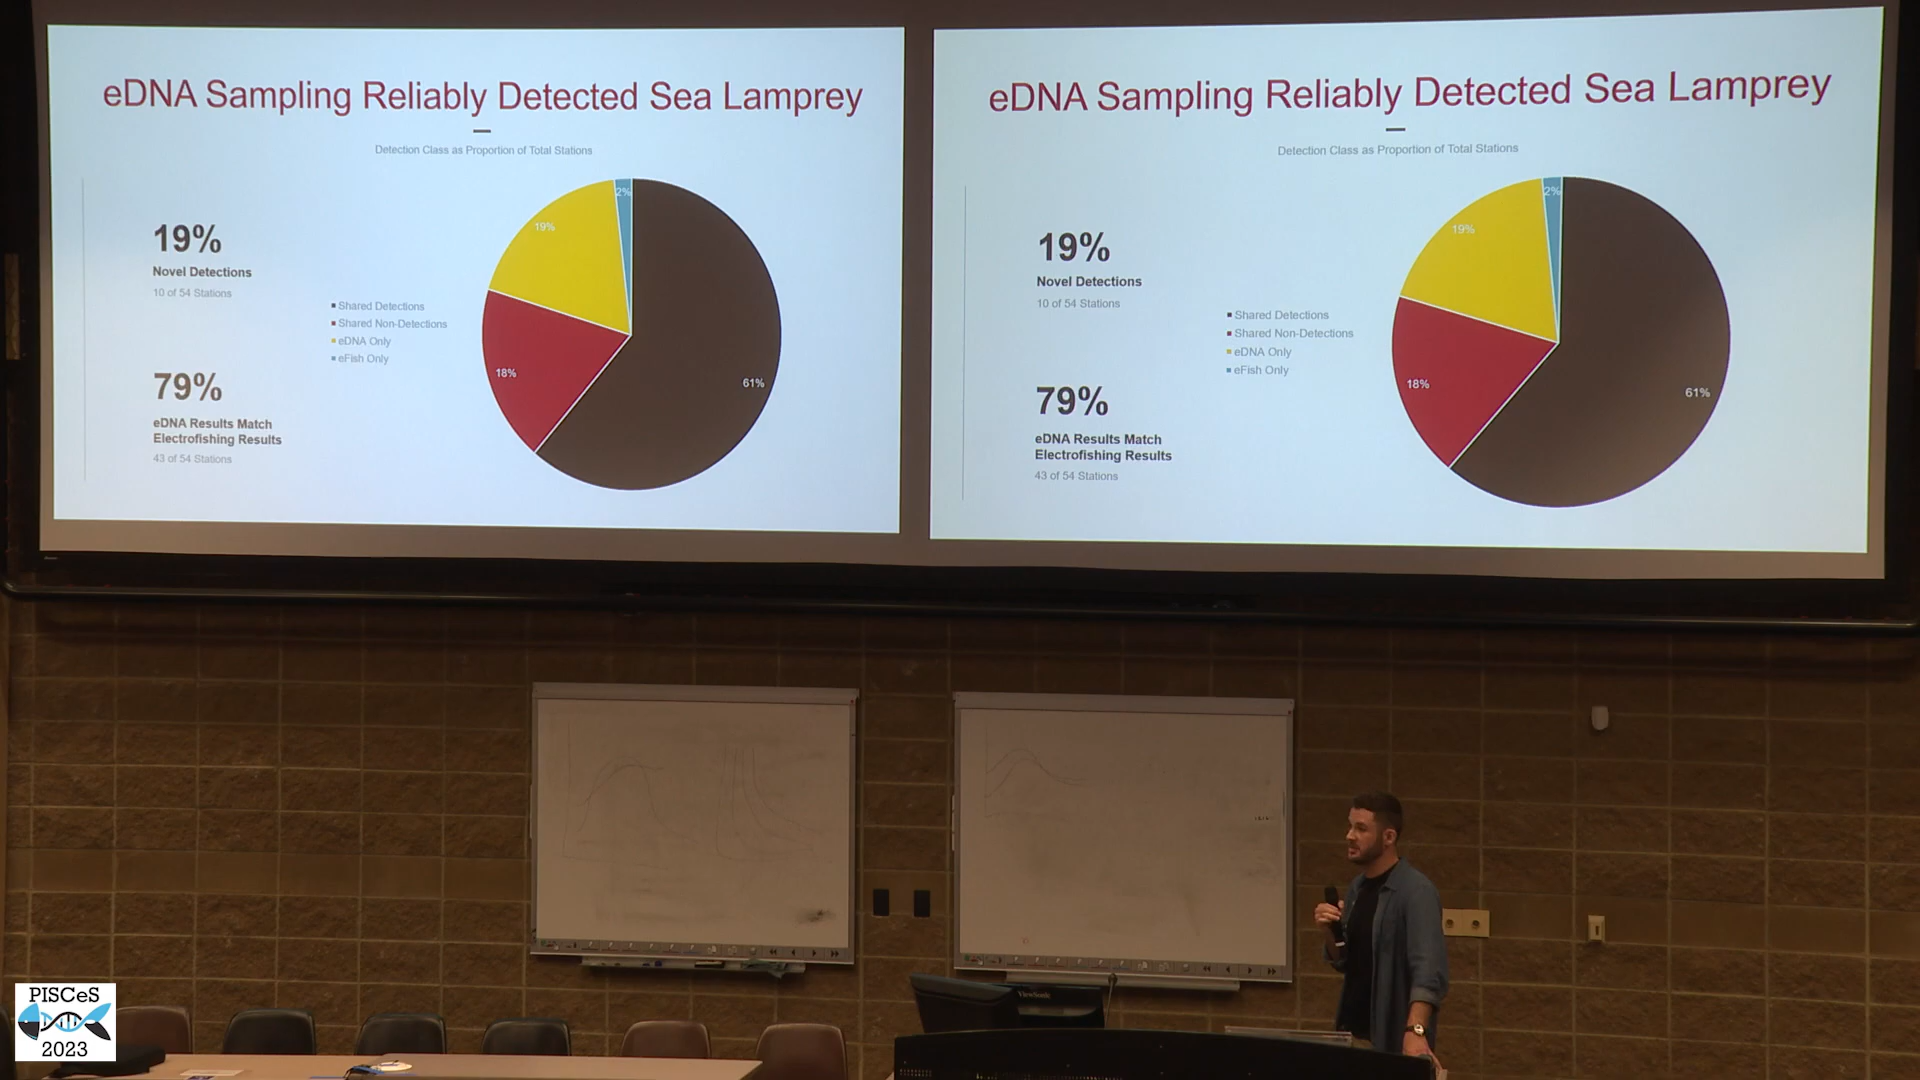 eDNA Sampling Reliably Detected Sea Lamprey
Detection Class as Proportion of Total Stations
19%
Novel Detections
10 of 54 Stations
79%
eDNA Results Match
Electrofishing Results
43 of 54 Stations
Shared Detections
Shared Non-Detections
eDNA Only
eFish Only
2%
19%
18%
61%
eDNA Sampling Reliably Detected Sea Lamprey
Detection Class as Proportion of Total Stations
19%
Novel Detections
10 of 54 Stations
79%
eDNA Results Match
Electrofishing Results
43 of 54 Stations
Shared Detections
Shared Non-Detections
eDNA Only
eFish Only
2%
19%
18%
61%
ViewSonic
PISCeS
2023